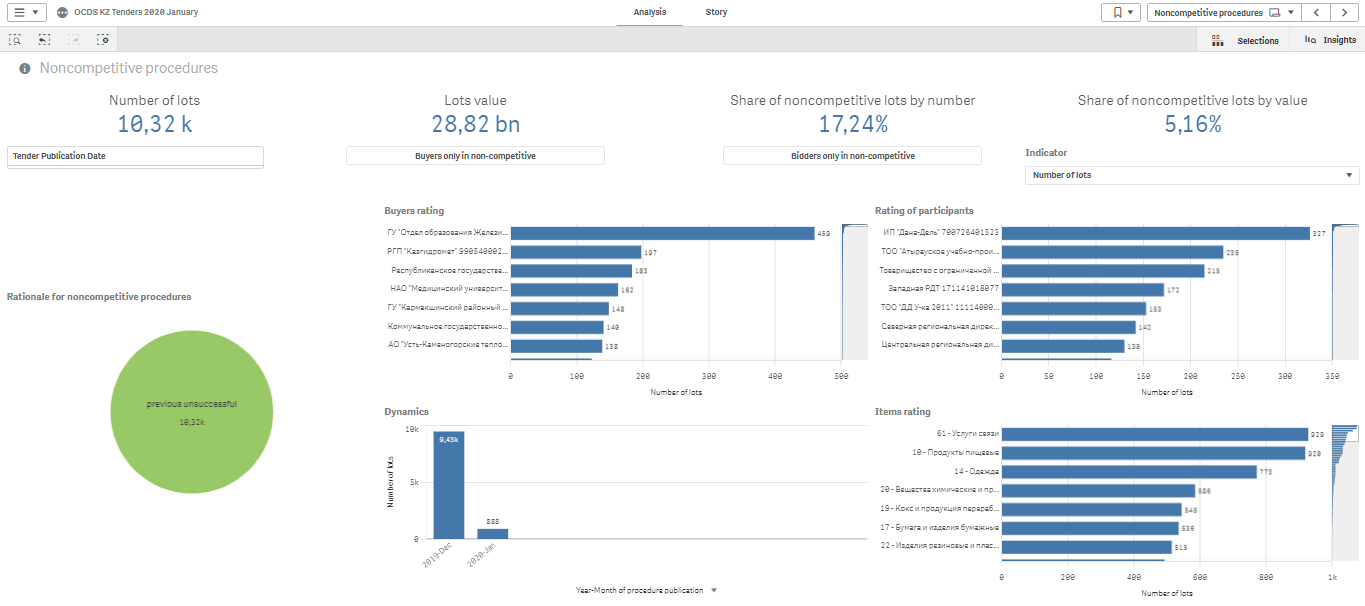 OCDS KZ Tenders 2020 January
Analysis
Story
Noncompetitive procedures
Selections
Insights
Noncompetitive procedures
Number of lots
10,32 k
Lots value
28,82 bn
Share of noncompetitive lots by number
17,24%
Share of noncompetitive lots by value
5,16%
Tender Publication Date
Buyers only in non-competitive
Bidders only in non-competitive
Indicator
Number of lots
Rationale for noncompetitive procedures
previous unsuccessful
10,32k
Buyers rating
ГУ "Отдел образования Желези... 459
РГП "Казгидромет" 990540002... 197
Республиканское государстве... 183
НАО "Медицинский университ... 162
ГУ "Кармакшинский районный ... 148
Коммунальное государственно... 140
АО "Усть-Каменогорские тепло... 138
0 100 200 300 400 500
Number of lots
Rating of participants
ИП "Дана-Дель" 700726401523 327
ТОО "Атырауское учебно-прои... 235
Товарищество с ограниченной ... 215
Западная РДТ 171141018077 172
ТОО "ДД У-ка 2011" 11114000... 153
Северная региональная дирек... 142
Центральная региональная ди... 130
0 50 100 150 200 250 300 350
Number of lots
Dynamics
Number of lots
10k
5k
0
9,43k
888
2019-Dec
2020-Jan
Year-Month of procedure publication
Items rating
61 - Услуги связи 929
10 - Продукты пищевые 920
14 - Одежда 773
20 - Вещества химические и пр... 586
19 - Кокс и продукция перераб... 545
17 - Бумага и изделия бумажные 536
22 - Изделия резиновые и плас... 515
0 200 400 600 800 1k
Number of lots